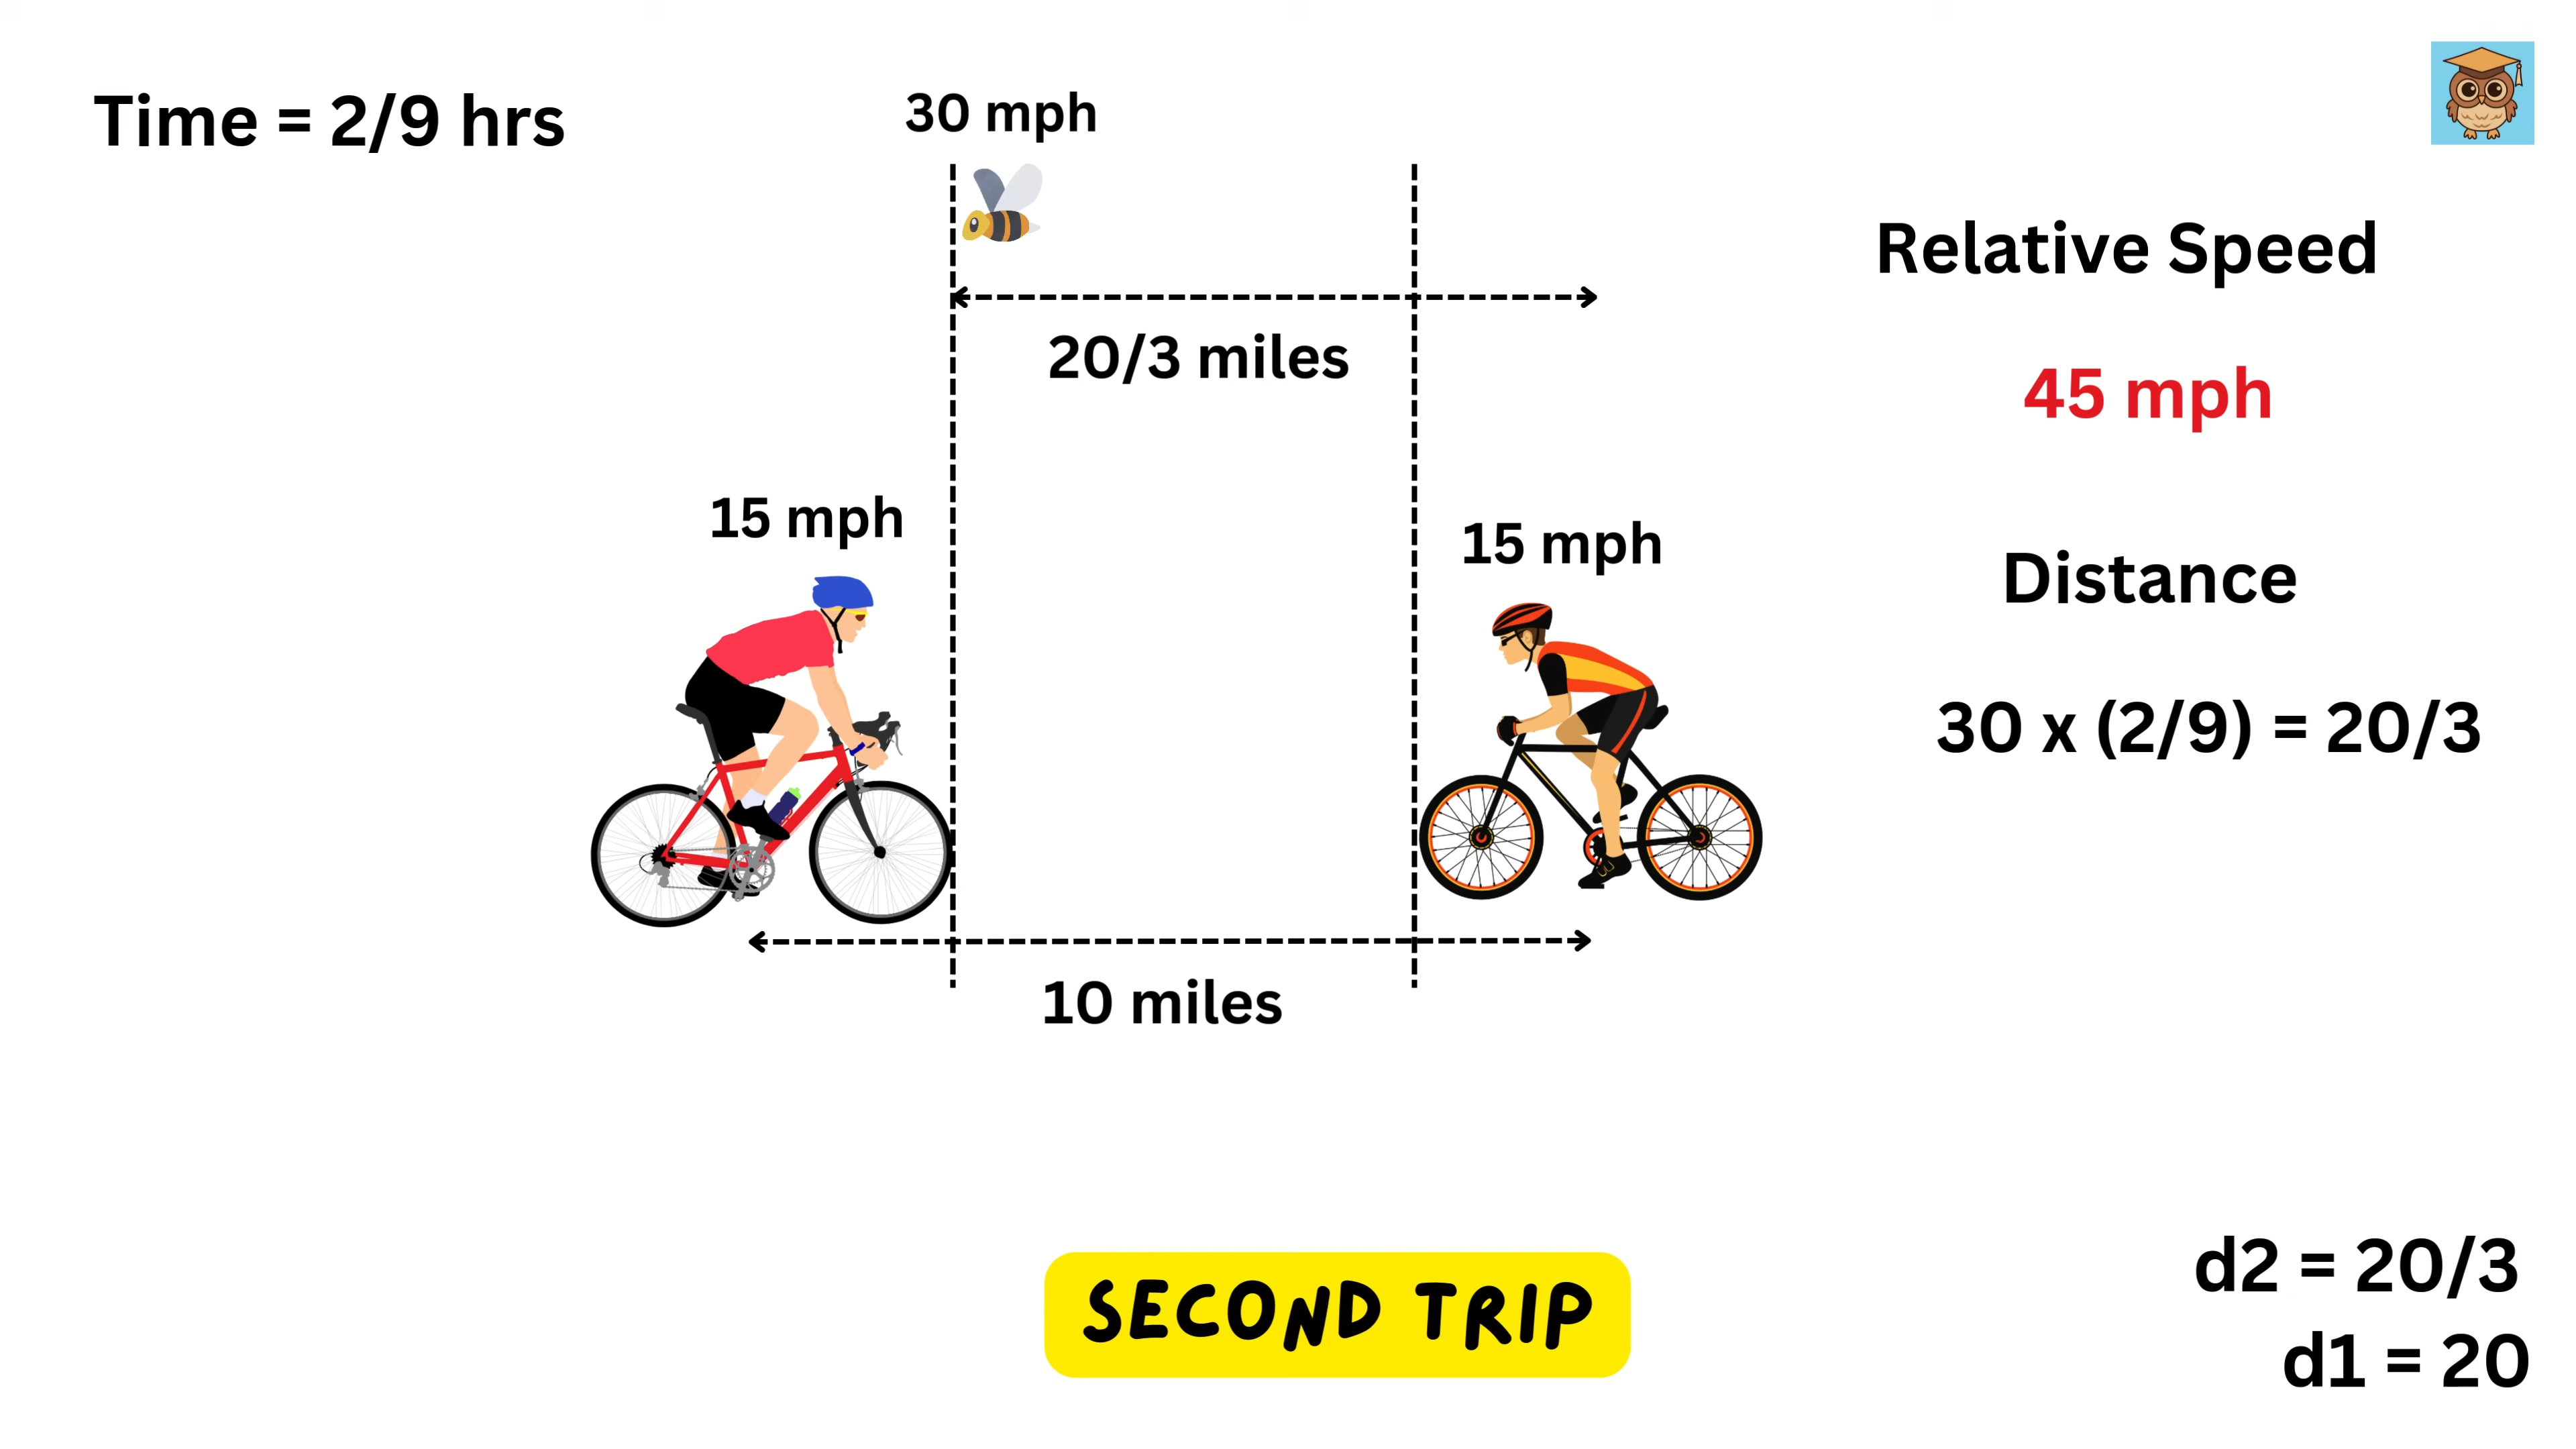 Time = 2/9 hrs
30 mph
20/3 miles
15 mph
15 mph
10 miles
Relative Speed
45 mph
Distance
30 x (2/9) = 20/3
SECOND TRIP
d2 = 20/3
d1 = 20